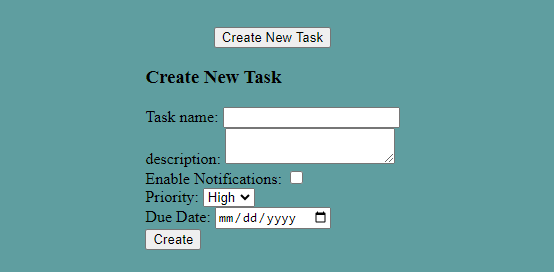 Create New Task
Create New Task
Task name:
description:
Enable Notifications:
Priority: High
Due Date: mm/dd/yyyy
Create